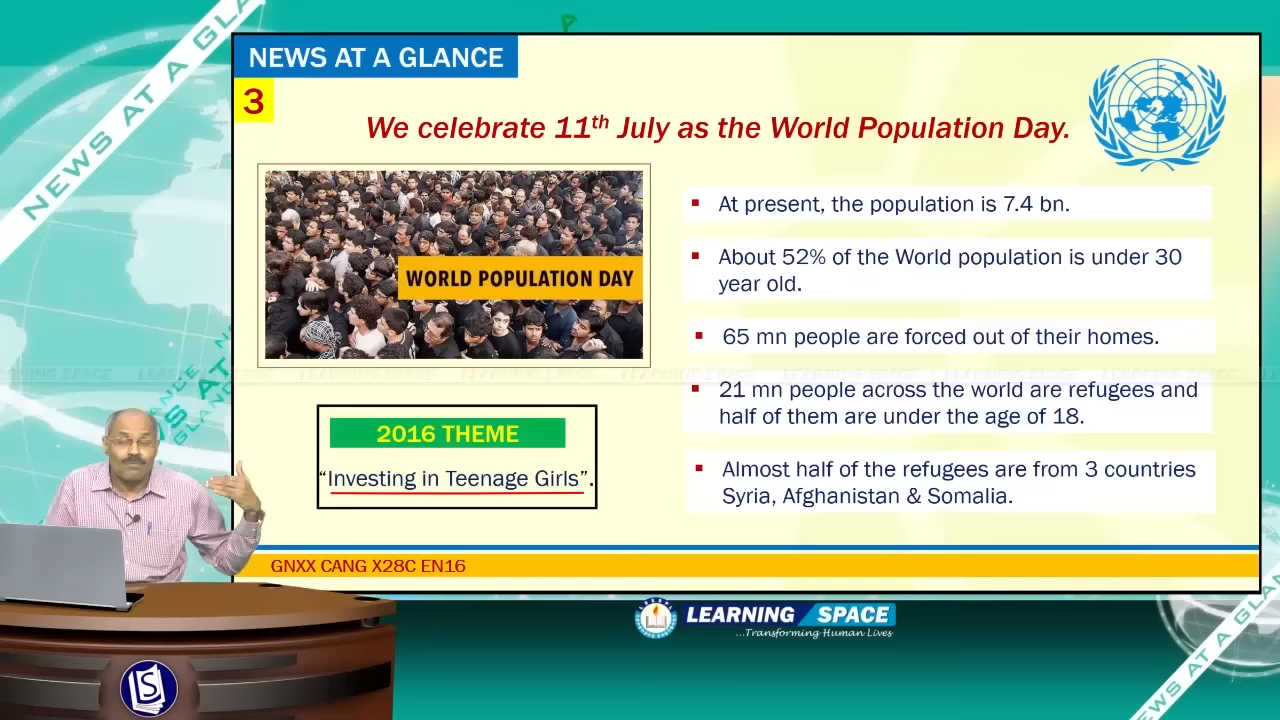 NEWS AT A GLANCE
3
We celebrate 11th July as the World Population Day.
WORLD POPULATION DAY
2016 THEME
“Investing in Teenage Girls”.
▪ At present, the population is 7.4 bn.
▪ About 52% of the World population is under 30
year old.
▪ 65 mn people are forced out of their homes.
▪ 21 mn people across the world are refugees and
half of them are under the age of 18.
▪ Almost half of the refugees are from 3 countries
Syria, Afghanistan & Somalia.
GNXX CANG X28C EN16
LEARNING SPACE
...Transforming Human Lives
NEWS AT A GLA
LS